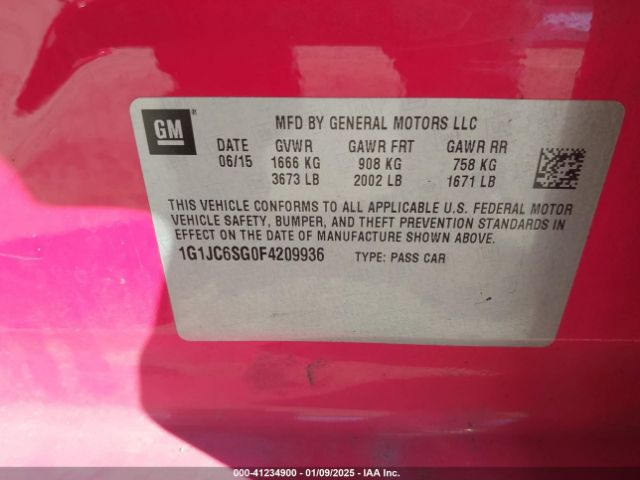 GM®
MFD BY GENERAL MOTORS LLC
DATE GVWR GAWR FRT GAWR RR
06/15 1666 KG 908 KG 758 KG
3673 LB 2002 LB 1671 LB
THIS VEHICLE CONFORMS TO ALL APPLICABLE U.S. FEDERAL MOTOR
VEHICLE SAFETY, BUMPER, AND THEFT PREVENTION STANDARDS IN
EFFECT ON THE DATE OF MANUFACTURE SHOWN ABOVE.
1G1JC6SG0F4209936 TYPE: PASS CAR
000-41234900 - 01/09/2025 - IAA Inc.